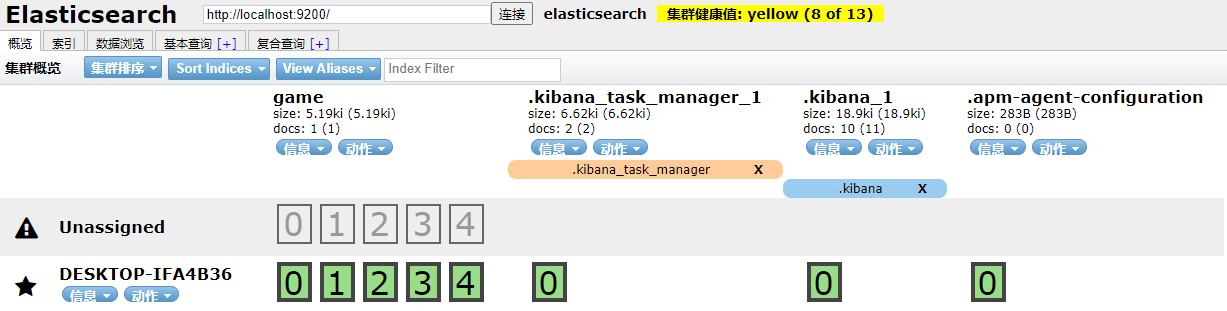 Elasticsearch http://localhost:9200/ 连接 elasticsearch 集群健康值: yellow (8 of 13)
概览 索引 数据浏览 基本查询 [+] 复合查询 [+]
集群概览 集群排序 Sort Indices View Aliases Index Filter
game .kibana_task_manager_1 .kibana_1 .apm-agent-configuration
size: 5.19ki (5.19ki) size: 6.62ki (6.62ki) size: 18.9ki (18.9ki) size: 283B (283B)
docs: 1 (1) docs: 2 (2) docs: 10 (11) docs: 0 (0)
信息 动作 信息 动作 信息 动作 信息 动作
.kibana_task_manager X
.kibana X
Unassigned 0 1 2 3 4
DESKTOP-IFA4B36 0 1 2 3 4 0 0 0
信息 动作